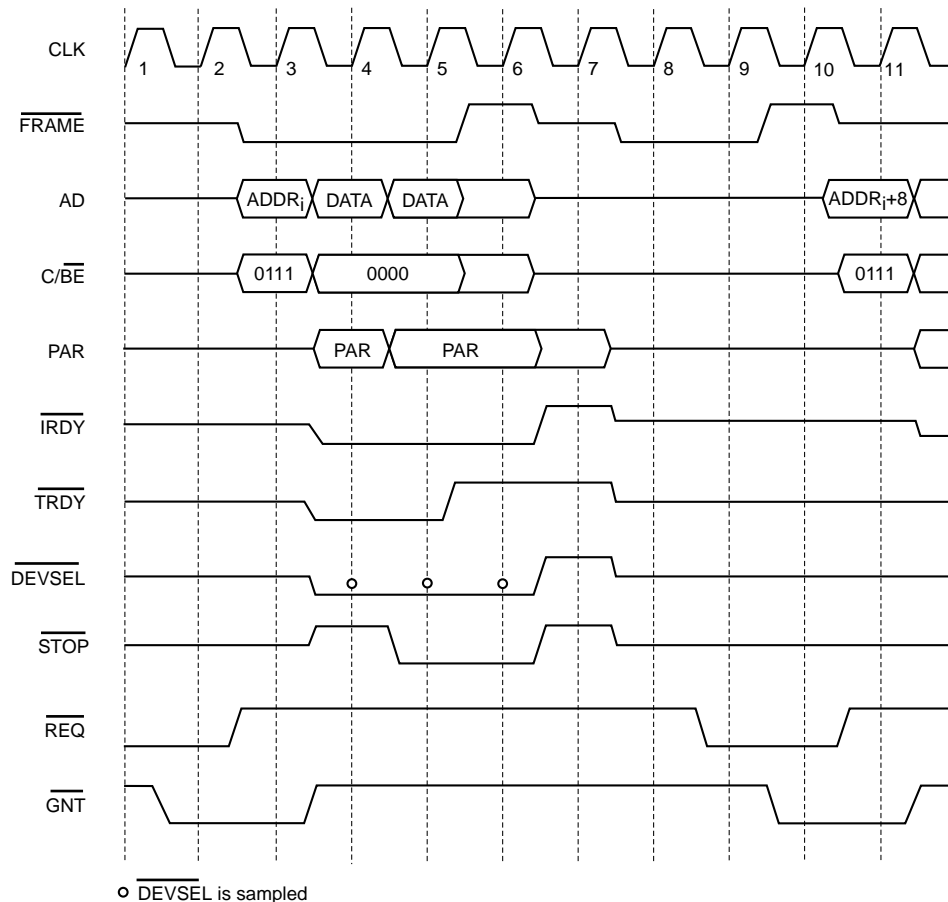 CLK
1 2 3 4 5 6 7 8 9 10 11
FRAME
AD
ADDRi DATA DATA ADDRi+8
C/BE
0111 0000 0111
PAR
PAR PAR
IRDY
TRDY
DEVSEL
STOP
REQ
GNT
DEVSEL is sampled